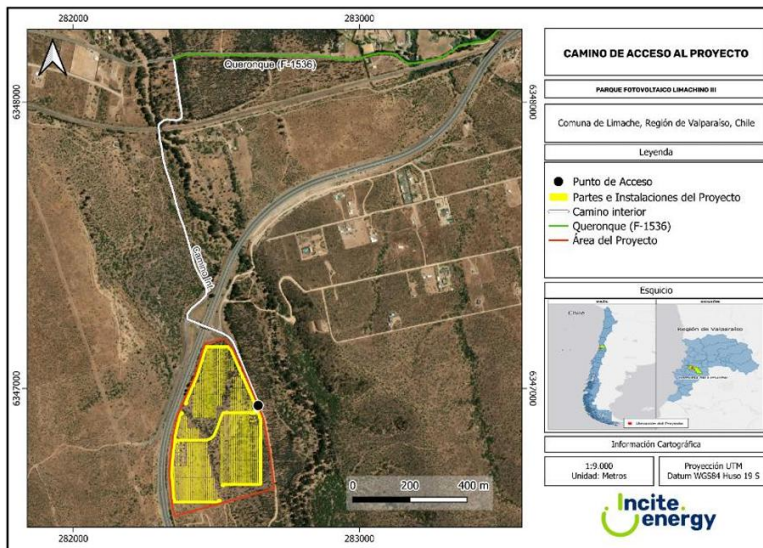 282000
283000
CAMINO DE ACCESO AL PROYECTO
PARQUE FOTOVOLTAICO LIMACHINO III
Comuna de Limache, Región de Valparaíso, Chile
Leyenda
Punto de Acceso
Partes e Instalaciones del Proyecto
Camino interior
Queronque (F-1536)
Área del Proyecto
Esquicio
Chile
Región de Valparaíso
Información Cartográfica
1:9.000
Unidad: Metros
Proyección UTM
Datum WGS84 Huso 19 S
Incite
energy
Queronque (F-1536)
6348000
6348000
Camino Int.
6347000
6347000
0 200 400 m
282000
283000